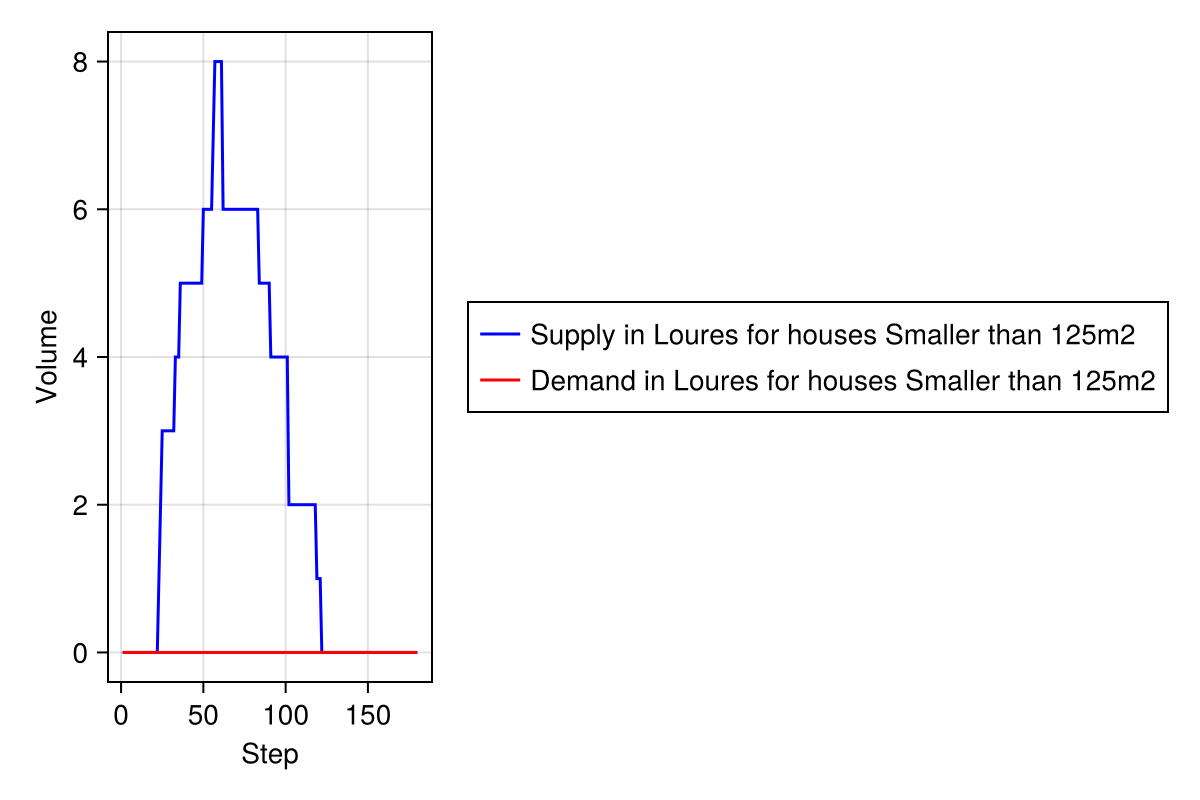 8
6
4
2
0
Volume
0 50 100 150
Step
Supply in Loures for houses Smaller than 125m2
Demand in Loures for houses Smaller than 125m2